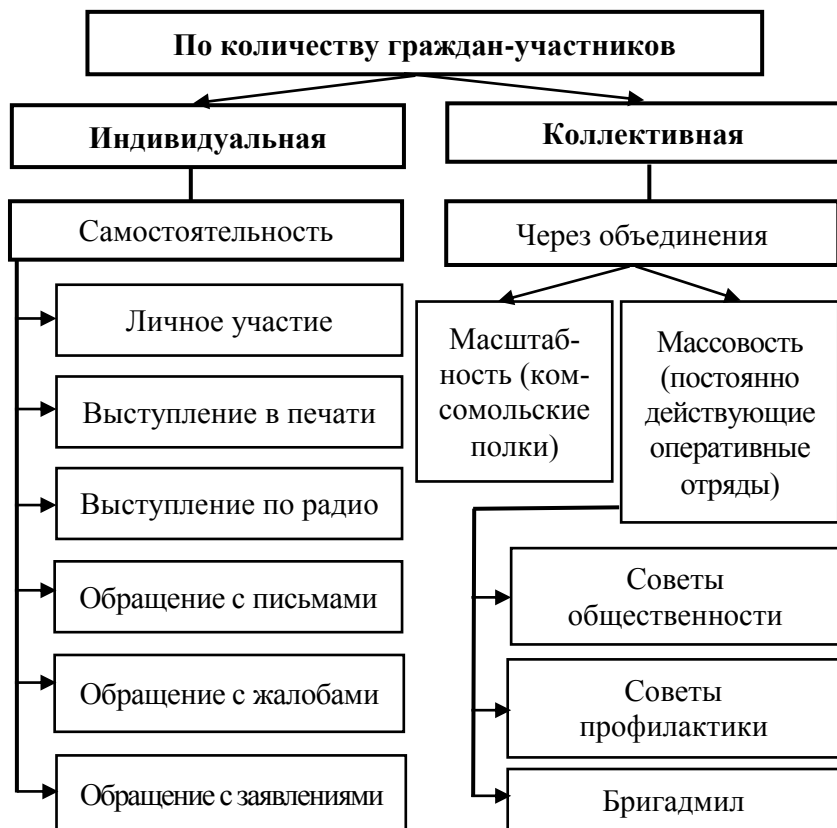 По количеству граждан-участников
Индивидуальная
Самостоятельность
Личное участие
Выступление в печати
Выступление по радио
Обращение с письмами
Обращение с жалобами
Обращение с заявлениями
Коллективная
Через объединения
Масштаб-
ность (ком-
сомольские
полки)
Массовость
(постоянно
действующие
оперативные
отряды)
Советы
общественности
Советы
профилактики
Бригадмил